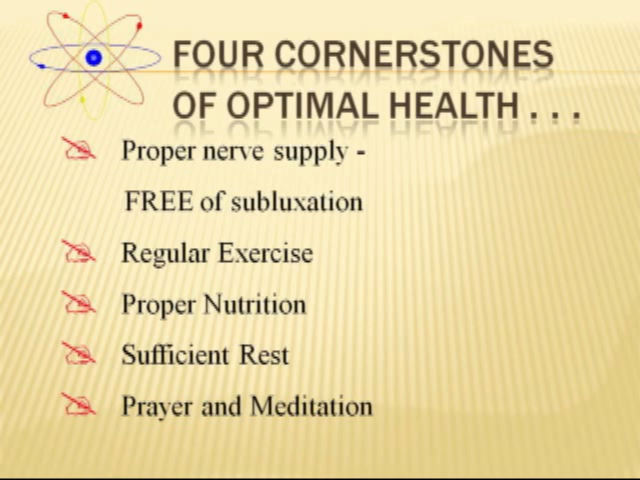 FOUR CORNERSTONES
OF OPTIMAL HEALTH . . .
Proper nerve supply -
FREE of subluxation
Regular Exercise
Proper Nutrition
Sufficient Rest
Prayer and Meditation